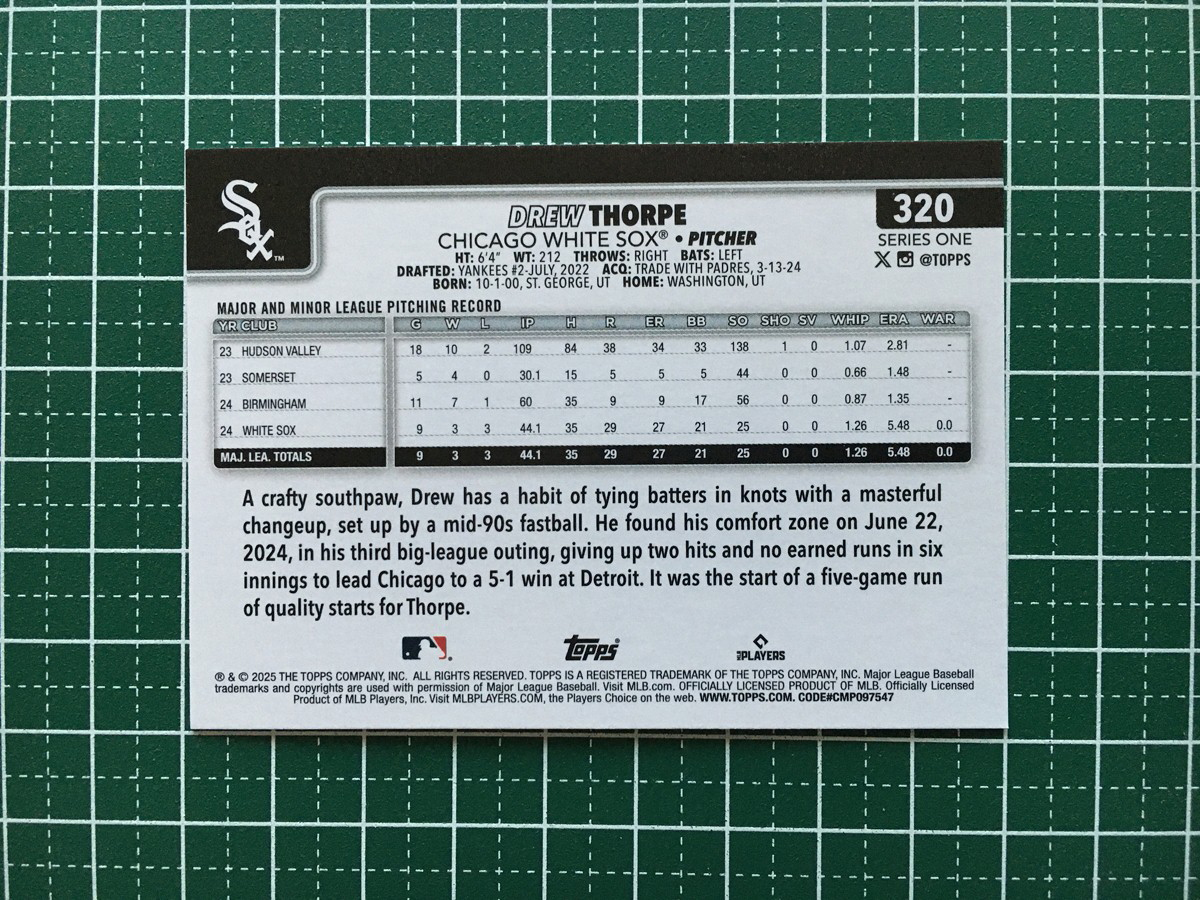 Sox™
320
DREW THORPE
CHICAGO WHITE SOX® • PITCHER
SERIES ONE
HT: 6'4" WT: 212 THROWS: RIGHT BATS: LEFT
X @TOPPS
DRAFTED: YANKEES #2-JULY, 2022 ACQ: TRADE WITH PADRES, 3-13-24
BORN: 10-1-00, ST. GEORGE, UT HOME: WASHINGTON, UT
MAJOR AND MINOR LEAGUE PITCHING RECORD
YR CLUB G W L IP H R ER BB SO SHO SV WHIP ERA WAR
23 HUDSON VALLEY 18 10 2 109 84 38 34 33 138 1 0 1.07 2.81 -
23 SOMERSET 5 4 0 30.1 15 5 5 5 44 0 0 0.66 1.48 -
24 BIRMINGHAM 11 7 1 60 35 9 9 17 56 0 0 0.87 1.35 -
24 WHITE SOX 9 3 3 44.1 35 29 27 21 25 0 0 1.26 5.48 0.0
MAJ. LEA. TOTALS 9 3 3 44.1 35 29 27 21 25 0 0 1.26 5.48 0.0
A crafty southpaw, Drew has a habit of tying batters in knots with a masterful
changeup, set up by a mid-90s fastball. He found his comfort zone on June 22,
2024, in his third big-league outing, giving up two hits and no earned runs in six
innings to lead Chicago to a 5-1 win at Detroit. It was the start of a five-game run
of quality starts for Thorpe.
topps
PLAYERS
® & © 2025 THE TOPPS COMPANY, INC. ALL RIGHTS RESERVED. TOPPS IS A REGISTERED TRADEMARK OF THE TOPPS COMPANY, INC. Major League Baseball
trademarks and copyrights are used with permission of Major League Baseball. Visit MLB.com. OFFICIALLY LICENSED PRODUCT OF MLB. Officially Licensed
Product of MLB Players, Inc. Visit MLBPLAYERS.COM, the Players Choice on the web. WWW.TOPPS.COM. CODE#CMP097547